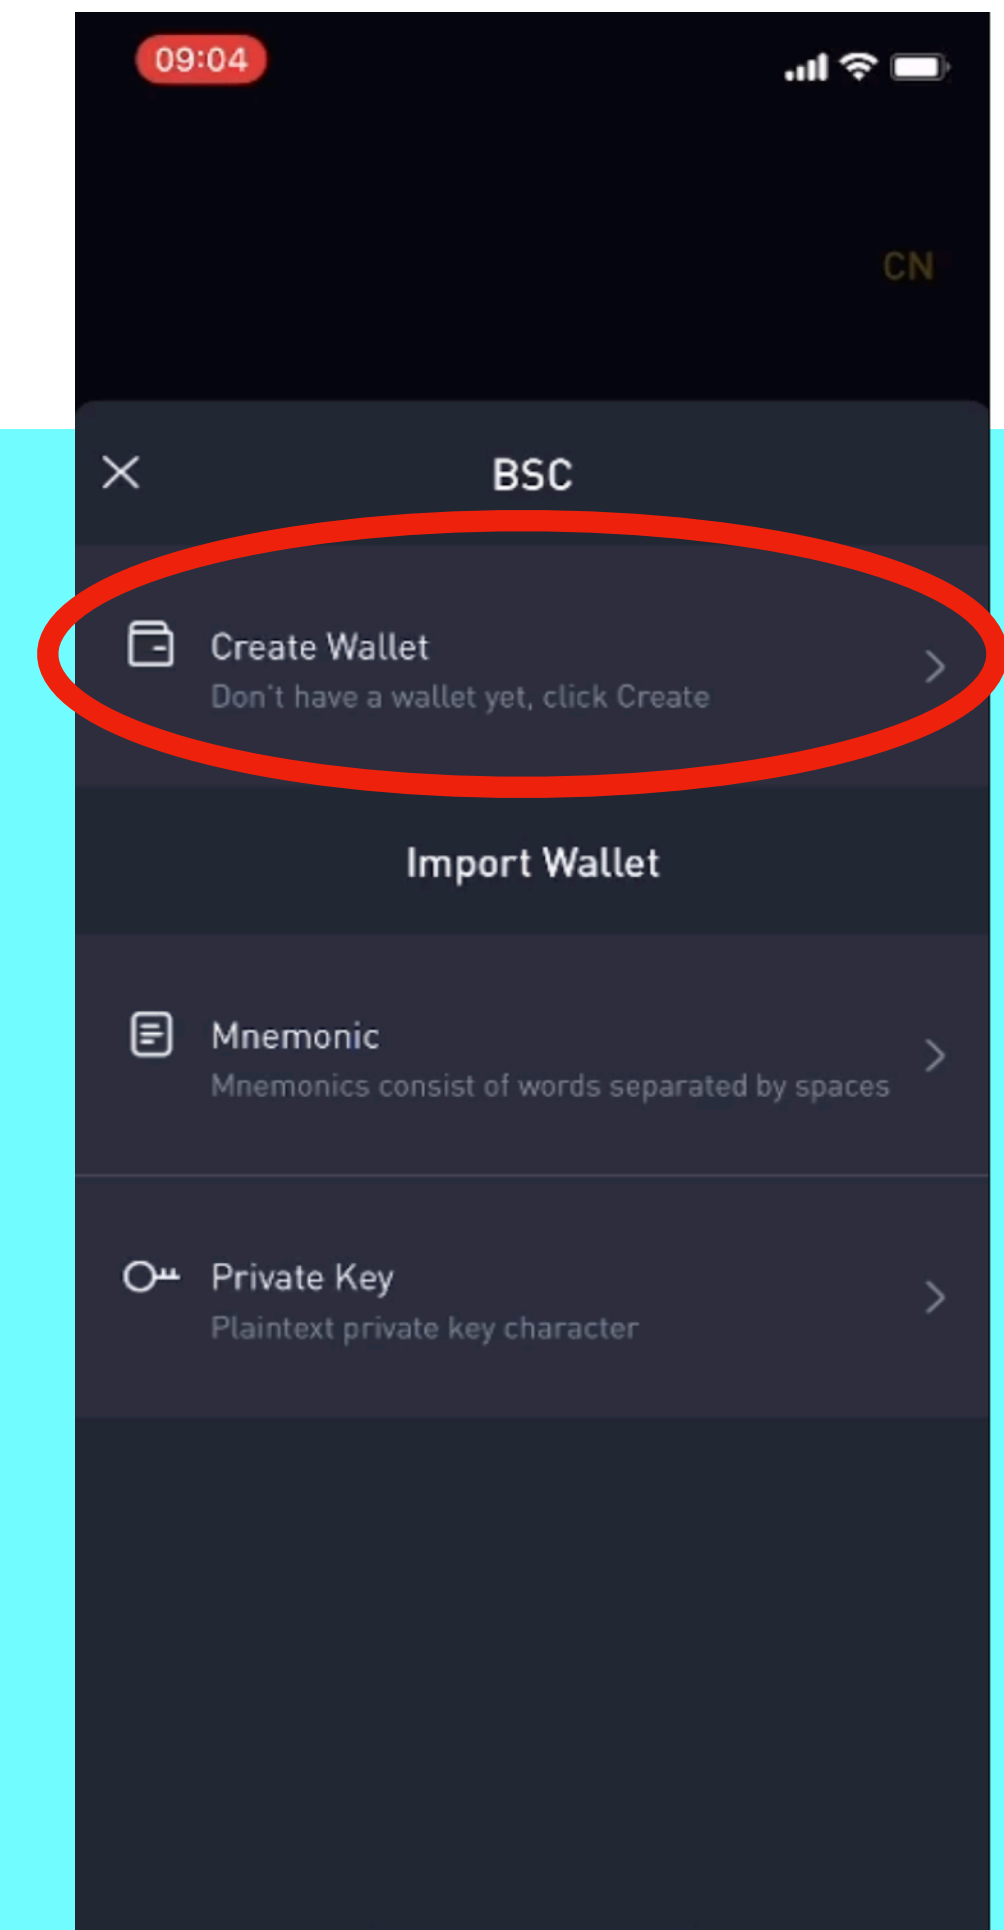 09:04
CN
BSC
Create Wallet
Don't have a wallet yet, click Create
Import Wallet
Mnemonic
Mnemonics consist of words separated by spaces
Private Key
Plaintext private key character